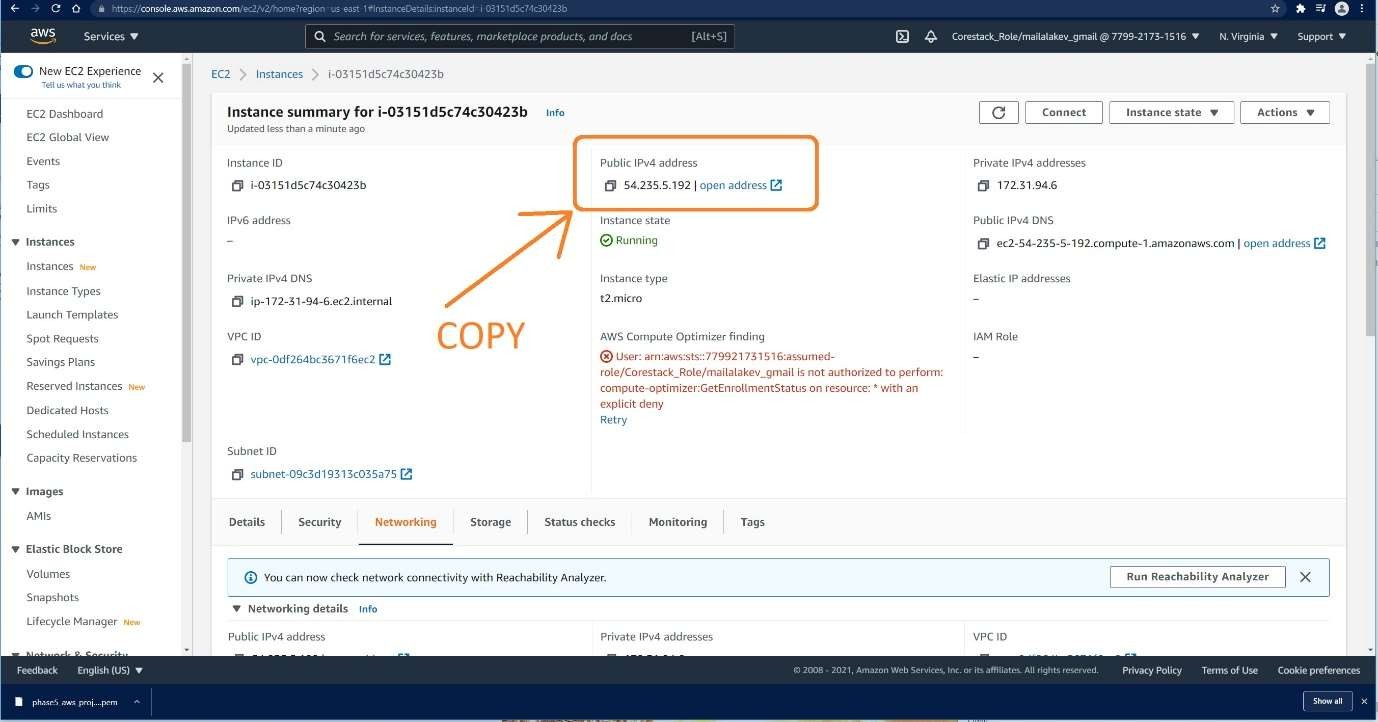 https://console.aws.amazon.com/ec2/v2/home?region=us-east-1#InstanceDetails:instanceId=i-03151d5c74c30423b
aws Services ▼ Search for services, features, marketplace products, and docs [Alt+S] Corestack_Role/mailalakev_gmail @ 7799-2173-1516 ▼ N. Virginia ▼ Support ▼
New EC2 Experience
Tell us what you think
EC2 Dashboard
EC2 Global View
Events
Tags
Limits
Instances
Instances New
Instance Types
Launch Templates
Spot Requests
Savings Plans
Reserved Instances New
Dedicated Hosts
Scheduled Instances
Capacity Reservations
Images
AMIs
Elastic Block Store
Volumes
Snapshots
Lifecycle Manager New
Network & Security
EC2 > Instances > i-03151d5c74c30423b
Instance summary for i-03151d5c74c30423b Info
Updated less than a minute ago
Connect Instance state ▼ Actions ▼
Instance ID
i-03151d5c74c30423b
Public IPv4 address
54.235.5.192 | open address
Private IPv4 addresses
172.31.94.6
IPv6 address
–
Instance state
Running
Public IPv4 DNS
ec2-54-235-5-192.compute-1.amazonaws.com | open address
Private IPv4 DNS
ip-172-31-94-6.ec2.internal
Instance type
t2.micro
Elastic IP addresses
–
COPY
VPC ID
vpc-0df264bc3671f6ec2
AWS Compute Optimizer finding
User: arn:aws:sts::779921731516:assumed-
role/Corestack_Role/mailalakev_gmail is not authorized to perform:
compute-optimizer:GetEnrollmentStatus on resource: * with an
explicit deny
Retry
IAM Role
–
Subnet ID
subnet-09c3d19313c035a75
Details Security Networking Storage Status checks Monitoring Tags
You can now check network connectivity with Reachability Analyzer. Run Reachability Analyzer
Networking details Info
Public IPv4 address Private IPv4 addresses VPC ID
Feedback English (US) ▼ © 2008 - 2021, Amazon Web Services, Inc. or its affiliates. All rights reserved. Privacy Policy Terms of Use Cookie preferences
phase5_aws_proj....pem Show all